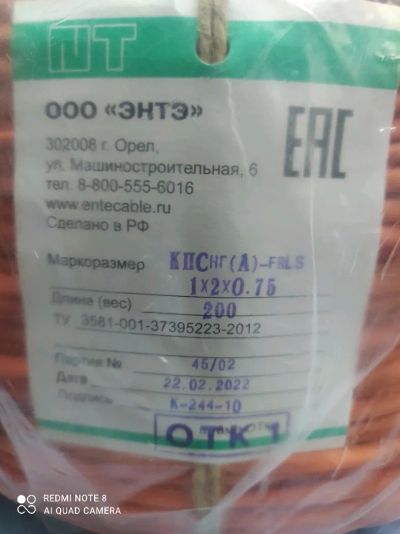 NT
ООО «ЭНТЭ»
302008 г. Орел,
ул. Машиностроительная, 6
тел. 8-800-555-6016
www.entecable.ru
Сделано в РФ
ЕАС
Маркоразмер КПСнг(А)-FRLS
1х2х0.75
Длина (вес) 200
ТУ 3581-001-37395223-2012
Партия № 45/02
Дата 22.02.2022
Подпись К-244-10
ОТК 1
REDMI NOTE 8
AI QUAD CAMERA